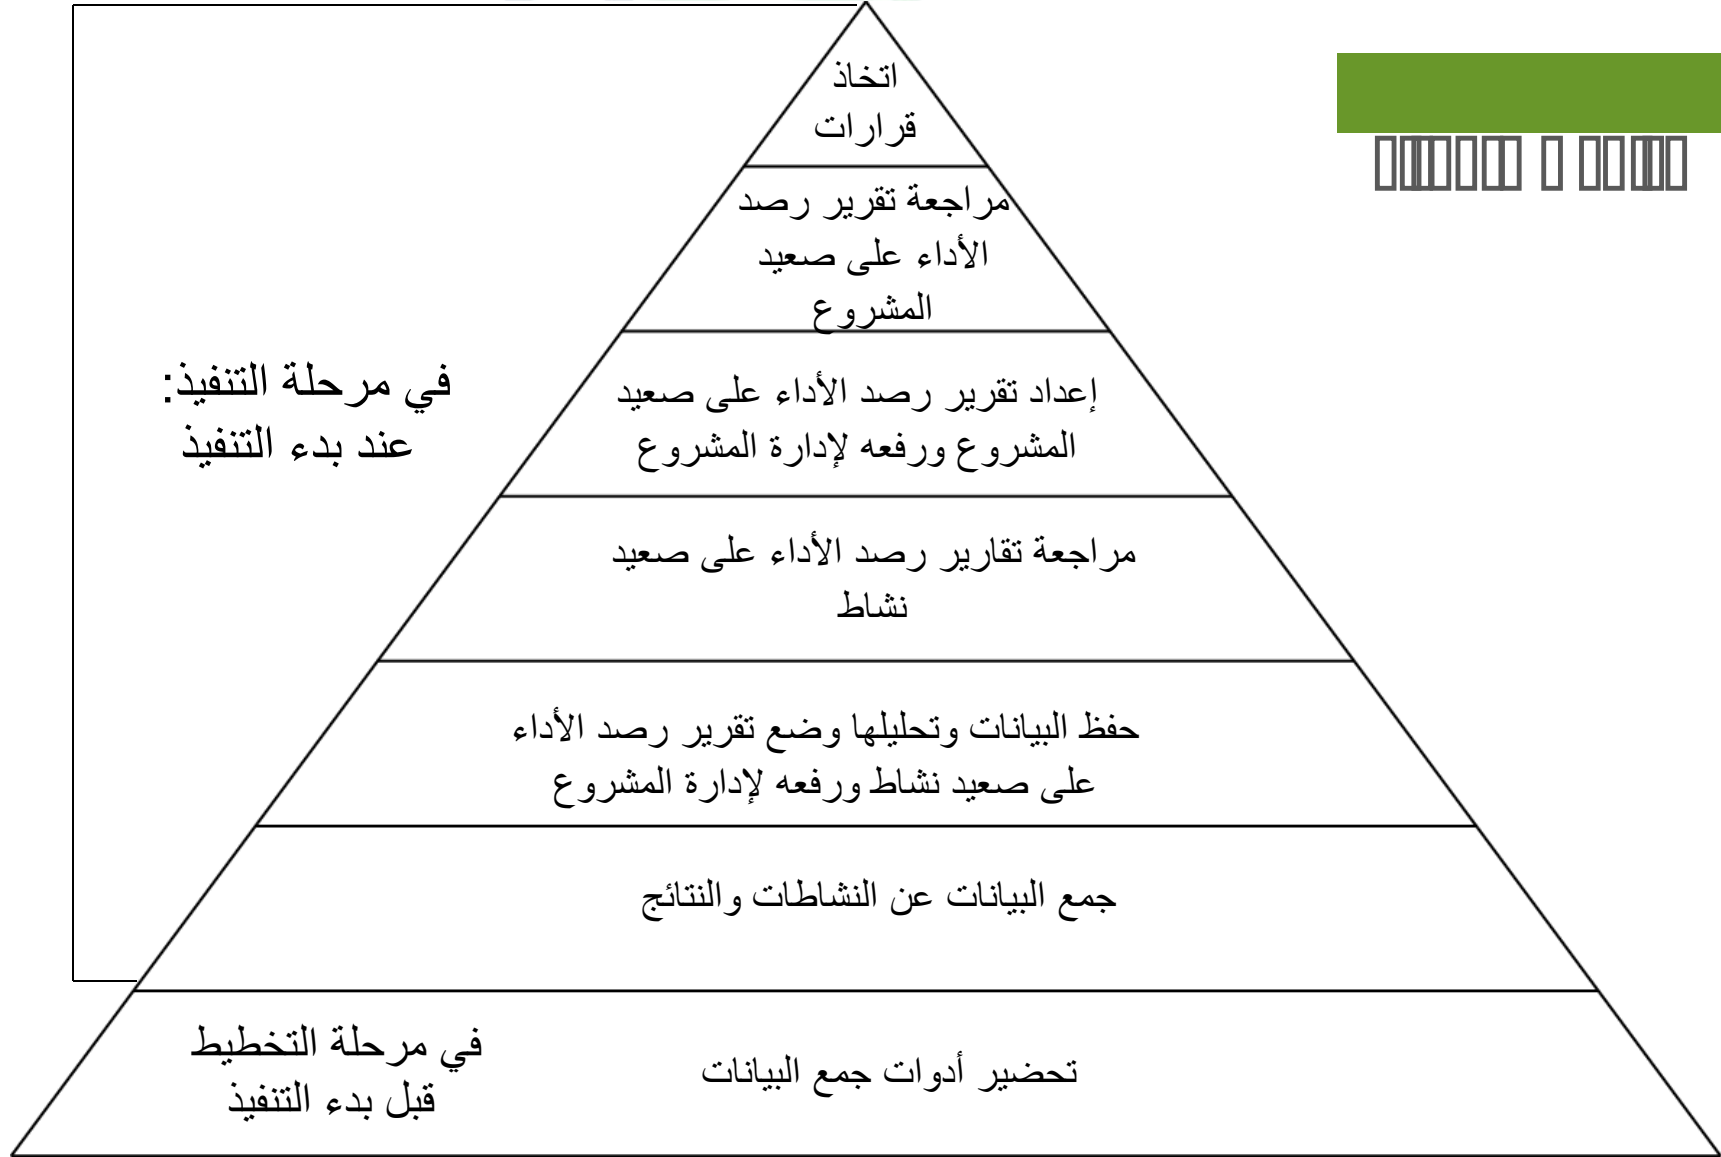 اتخاذ
قرارات
مراجعة تقرير رصد
الأداء على صعيد
المشروع
في مرحلة التنفيذ:
عند بدء التنفيذ
إعداد تقرير رصد الأداء على صعيد
المشروع ورفعه لإدارة المشروع
مراجعة تقارير رصد الأداء على صعيد
نشاط
حفظ البيانات وتحليلها وضع تقرير رصد الأداء
على صعيد نشاط ورفعه لإدارة المشروع
جمع البيانات عن النشاطات والنتائج
في مرحلة التخطيط
قبل بدء التنفيذ
تحضير أدوات جمع البيانات